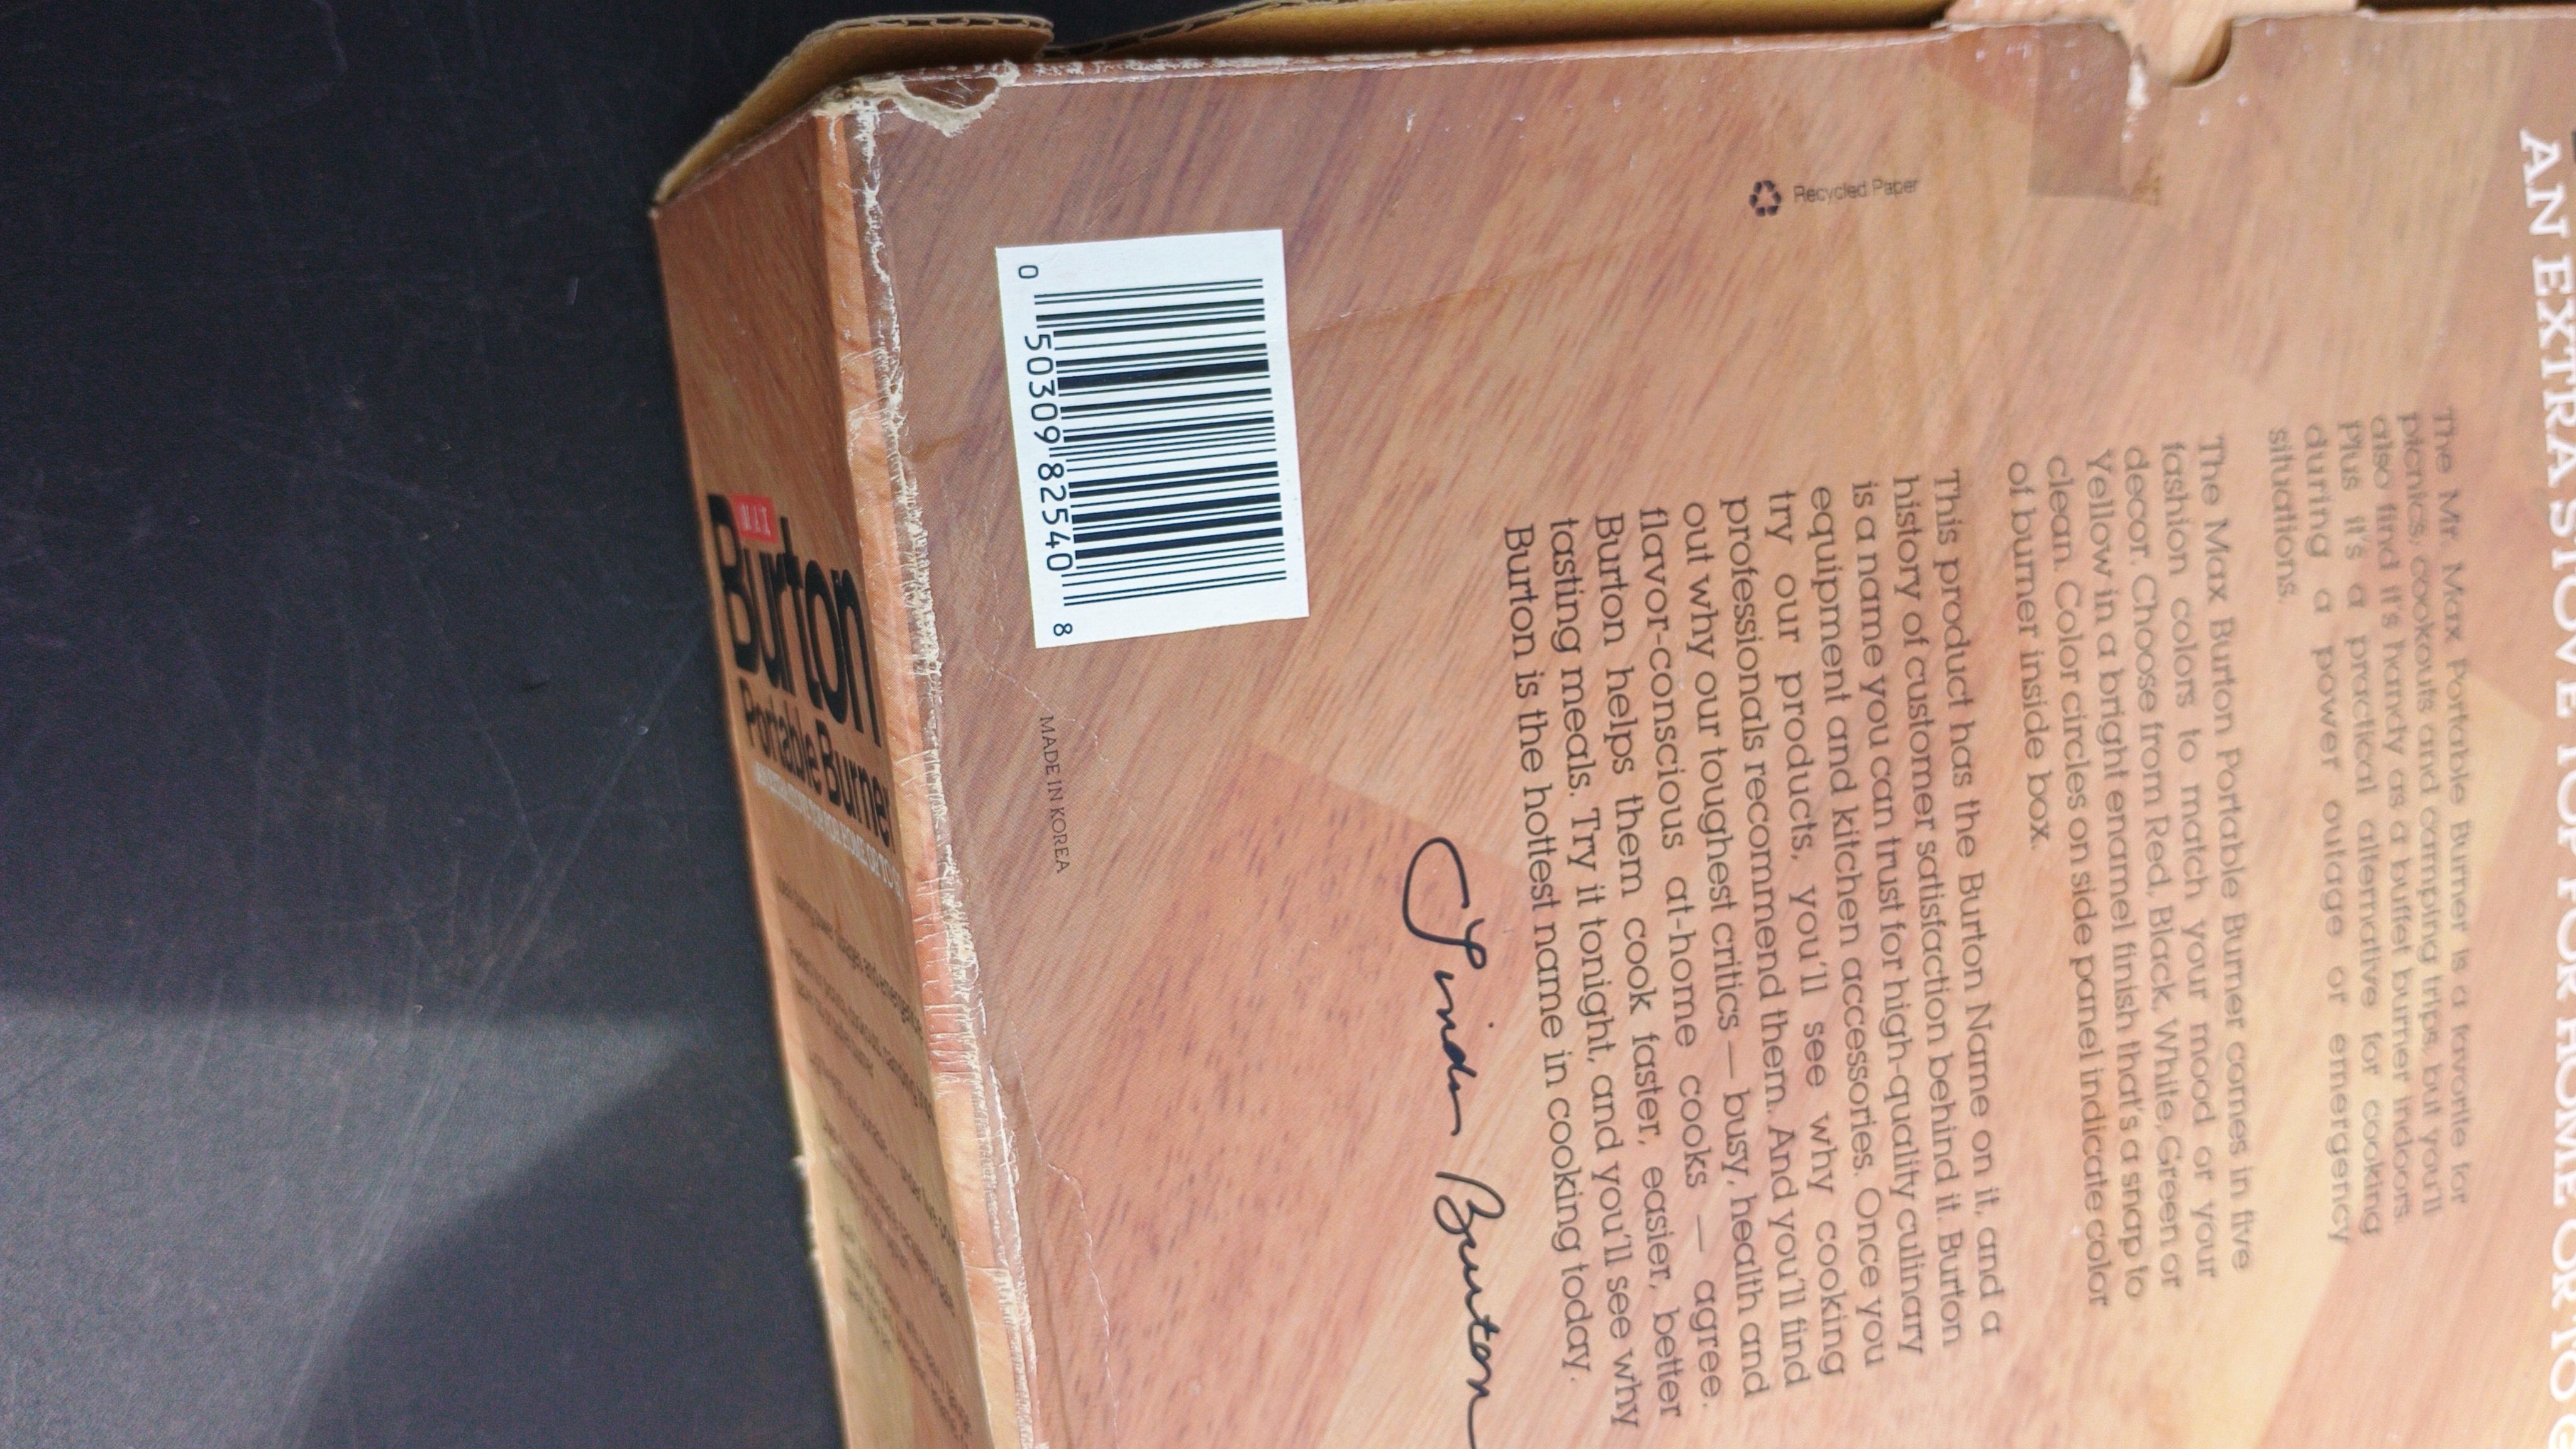 AN EXTRA STOVE TOP FOR HOME OR
The Mr. Max Portable Burner is a favorite for
picnics, cookouts and camping trips, but you'll
also find it's handy as a buffet burner indoors.
Plus it's a practical alternative for cooking
during a power outage or emergency
situations.
The Max Burton Portable Burner comes in five
fashion colors to match your mood or your
decor. Choose from Red, Black, White, Green or
Yellow in a bright enamel finish that's a snap to
clean. Color circles on side panel indicate color
of burner inside box.
This product has the Burton Name on it, and a
history of customer satisfaction behind it. Burton
is a name you can trust for high-quality culinary
equipment and kitchen accessories. Once you
try our products, you'll see why cooking
professionals recommend them. And you'll find
out why our toughest critics — busy, health and
flavor-conscious at-home cooks — agree.
Burton helps them cook faster, easier, better
tasting meals. Try it tonight, and you'll see why
Burton is the hottest name in cooking today.
Linda Burton
Recycled Paper
0 50309 82540 8
MADE IN KOREA
MAX
Burton
Portable Burner